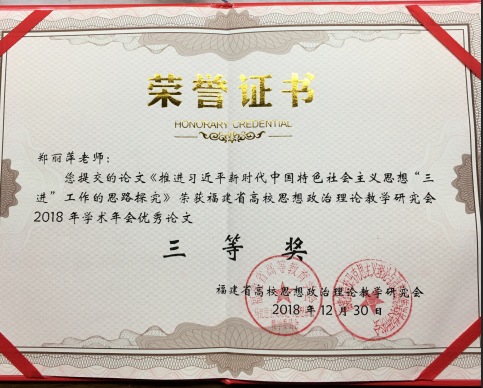 荣誉证书
HONORARY CREDENTIAL
郑丽萍老师：
您提交的论文《推进习近平新时代中国特色社会主义思想“三
进”工作的思路探究》荣获福建省高校思想政治理论教学研究会
2018年学术年会优秀论文
三等奖
福建省高校思想政治理论教学研究会
2018年12月30日